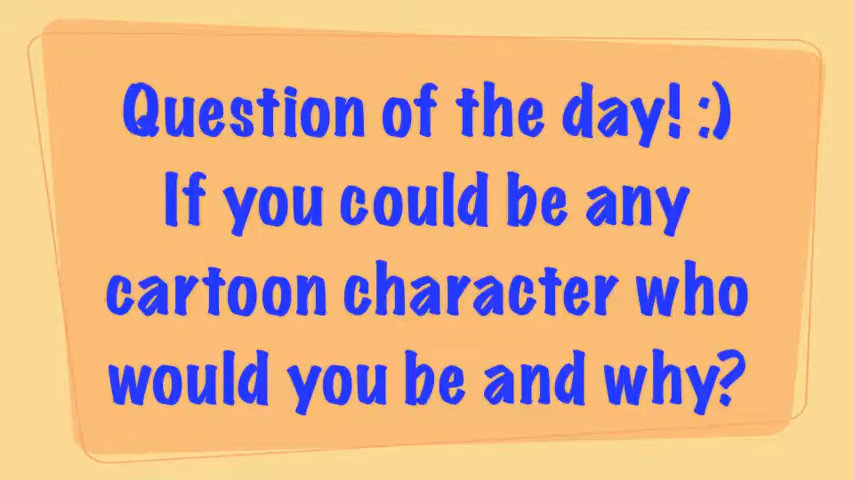 Question of the day! :)
If you could be any
cartoon character who
would you be and why?